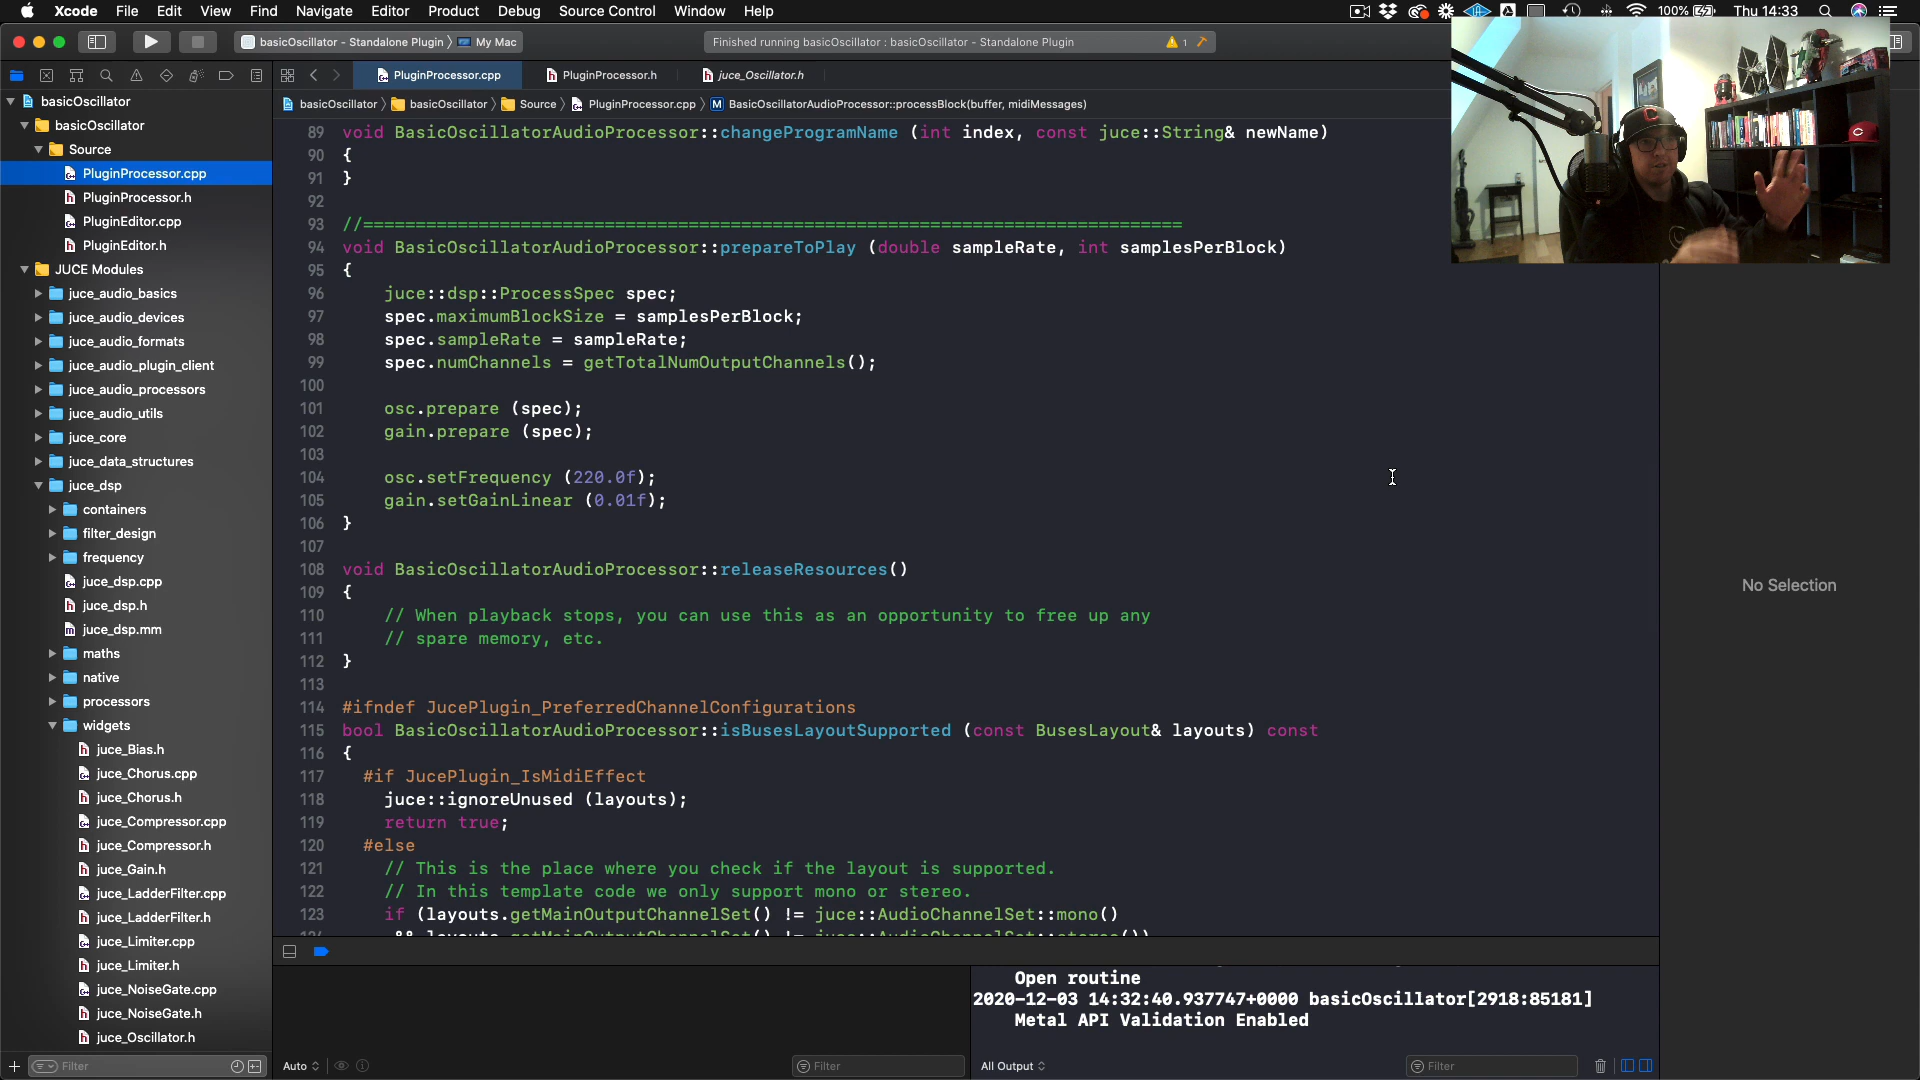 Xcode File Edit View Find Navigate Editor Product Debug Source Control Window Help 100% Thu 14:33
basicOscillator - Standalone Plugin My Mac Finished running basicOscillator : basicOscillator - Standalone Plugin 1
PluginProcessor.cpp PluginProcessor.h juce_Oscillator.h
basicOscillator basicOscillator Source PluginProcessor.cpp M BasicOscillatorAudioProcessor::processBlock(buffer, midiMessages)
basicOscillator
basicOscillator
Source
PluginProcessor.cpp
PluginProcessor.h
PluginEditor.cpp
PluginEditor.h
JUCE Modules
juce_audio_basics
juce_audio_devices
juce_audio_formats
juce_audio_plugin_client
juce_audio_processors
juce_audio_utils
juce_core
juce_data_structures
juce_dsp
containers
filter_design
frequency
juce_dsp.cpp
juce_dsp.h
juce_dsp.mm
maths
native
processors
widgets
juce_Bias.h
juce_Chorus.cpp
juce_Chorus.h
juce_Compressor.cpp
juce_Compressor.h
juce_Gain.h
juce_LadderFilter.cpp
juce_LadderFilter.h
juce_Limiter.cpp
juce_Limiter.h
juce_NoiseGate.cpp
juce_NoiseGate.h
juce_Oscillator.h
Filter
89 void BasicOscillatorAudioProcessor::changeProgramName (int index, const juce::String& newName)
90 {
91 }
92
93 //==============================================================================
94 void BasicOscillatorAudioProcessor::prepareToPlay (double sampleRate, int samplesPerBlock)
95 {
96 juce::dsp::ProcessSpec spec;
97 spec.maximumBlockSize = samplesPerBlock;
98 spec.sampleRate = sampleRate;
99 spec.numChannels = getTotalNumOutputChannels();
100
101 osc.prepare (spec);
102 gain.prepare (spec);
103
104 osc.setFrequency (220.0f);
105 gain.setGainLinear (0.01f);
106 }
107
108 void BasicOscillatorAudioProcessor::releaseResources()
109 {
110 // When playback stops, you can use this as an opportunity to free up any
111 // spare memory, etc.
112 }
113
114 #ifndef JucePlugin_PreferredChannelConfigurations
115 bool BasicOscillatorAudioProcessor::isBusesLayoutSupported (const BusesLayout& layouts) const
116 {
117 #if JucePlugin_IsMidiEffect
118 juce::ignoreUnused (layouts);
119 return true;
120 #else
121 // This is the place where you check if the layout is supported.
122 // In this template code we only support mono or stereo.
123 if (layouts.getMainOutputChannelSet() != juce::AudioChannelSet::mono()
124 && layouts.getMainOutputChannelSet() != juce::AudioChannelSet::stereo())
No Selection
Open routine
2020-12-03 14:32:40.937747+0000 basicOscillator[2918:85181]
Metal API Validation Enabled
Auto Filter All Output Filter